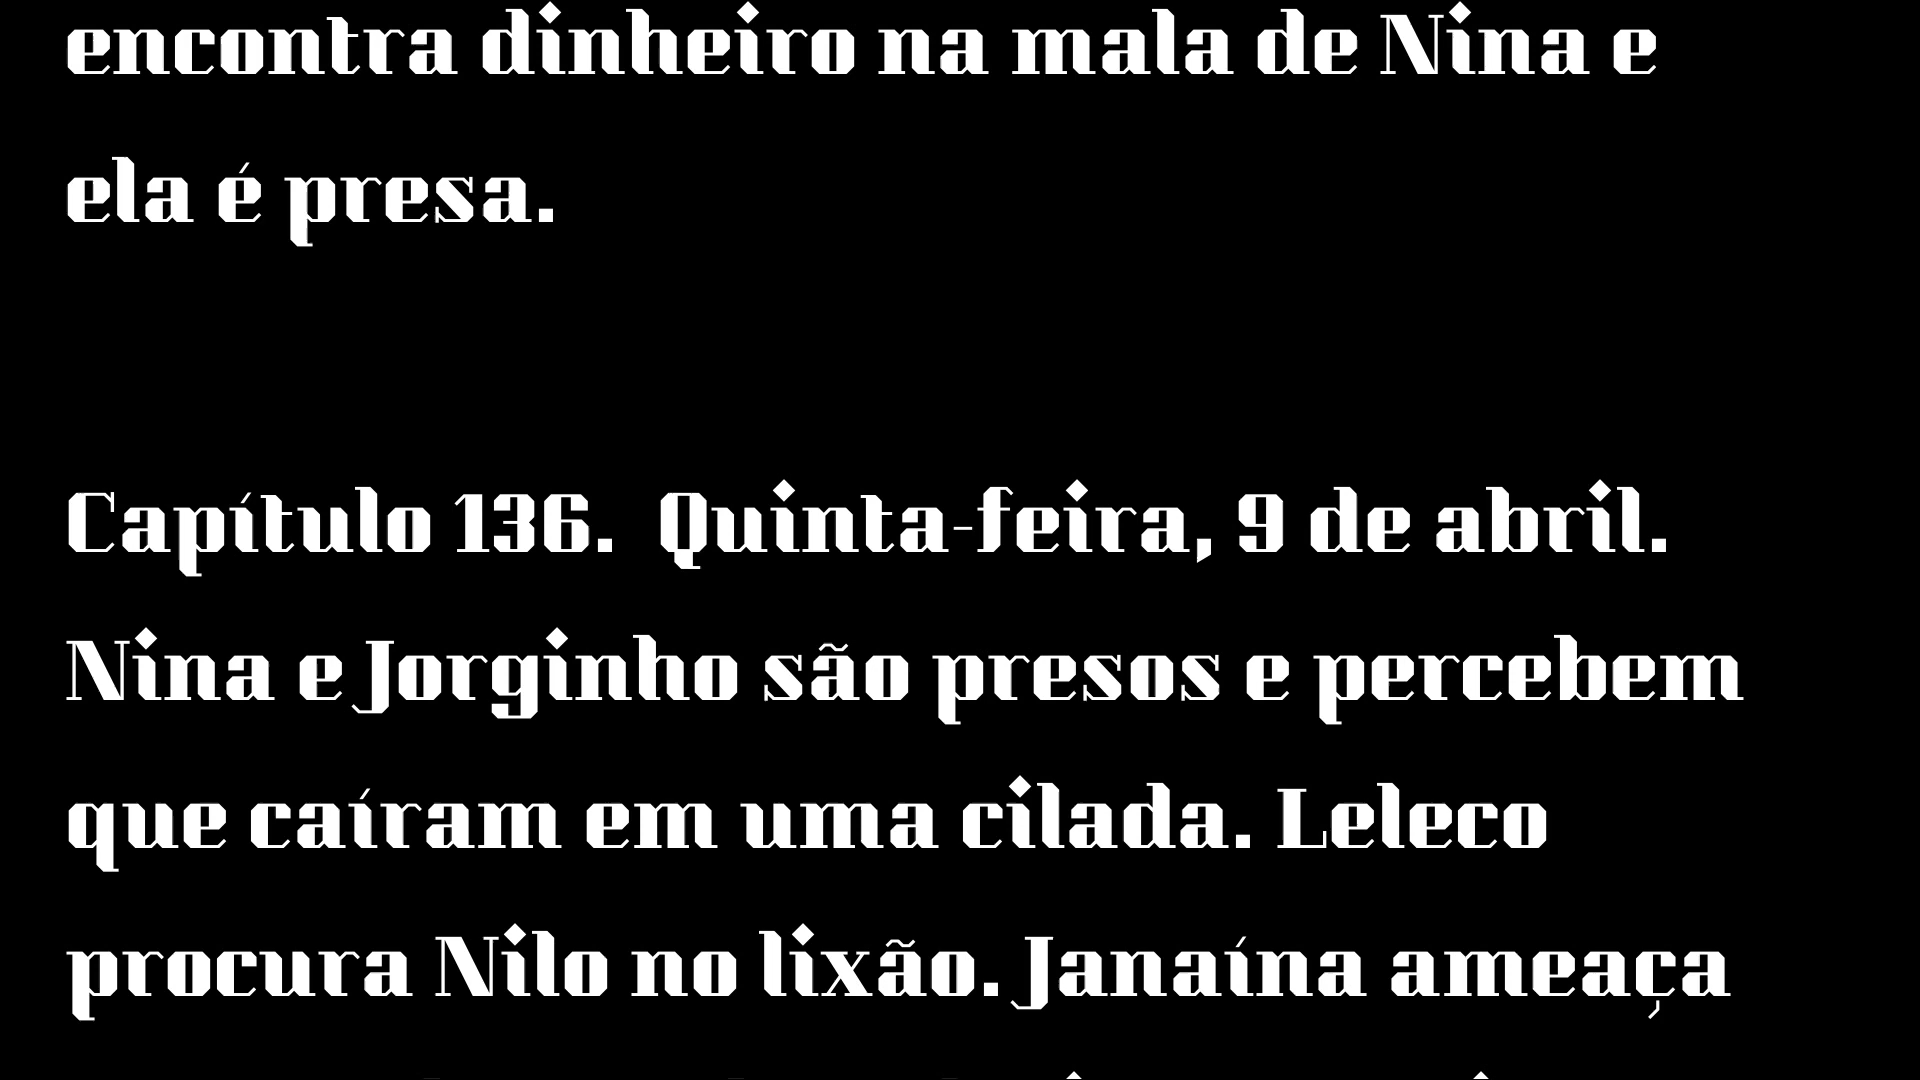 encontra dinheiro na mala de Nina e
ela é presa.
Capítulo 136.  Quinta-feira, 9 de abril.
Nina e Jorginho são presos e percebem
que caíram em uma cilada. Leleco
procura Nilo no lixão. Janaína ameaça